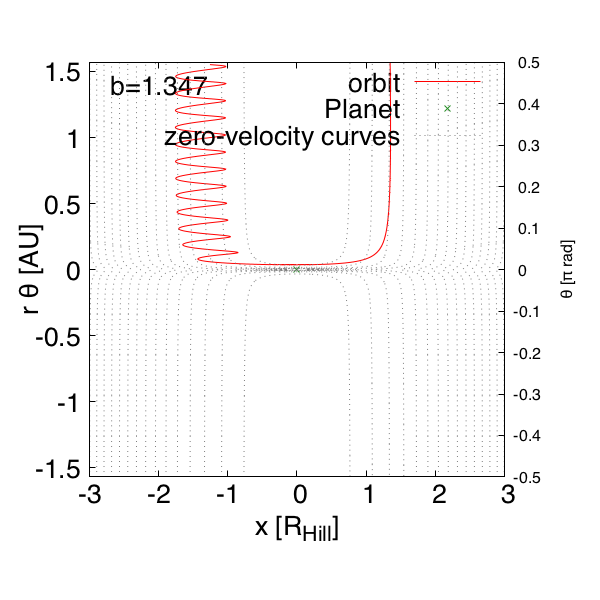 b=1.347
orbit
Planet
zero-velocity curves
1.5
1
0.5
0
-0.5
-1
-1.5
r θ [AU]
0.5
0.4
0.3
0.2
0.1
0
-0.1
-0.2
-0.3
-0.4
-0.5
θ [π rad]
-3 -2 -1 0 1 2 3
x [R_Hill]